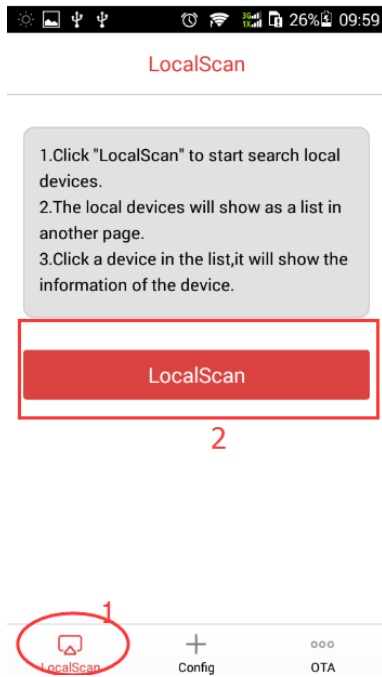 3G
1X
26% 09:59
LocalScan
1.Click "LocalScan" to start search local
devices.
2.The local devices will show as a list in
another page.
3.Click a device in the list,it will show the
information of the device.
LocalScan
2
1
LocalScan Config OTA